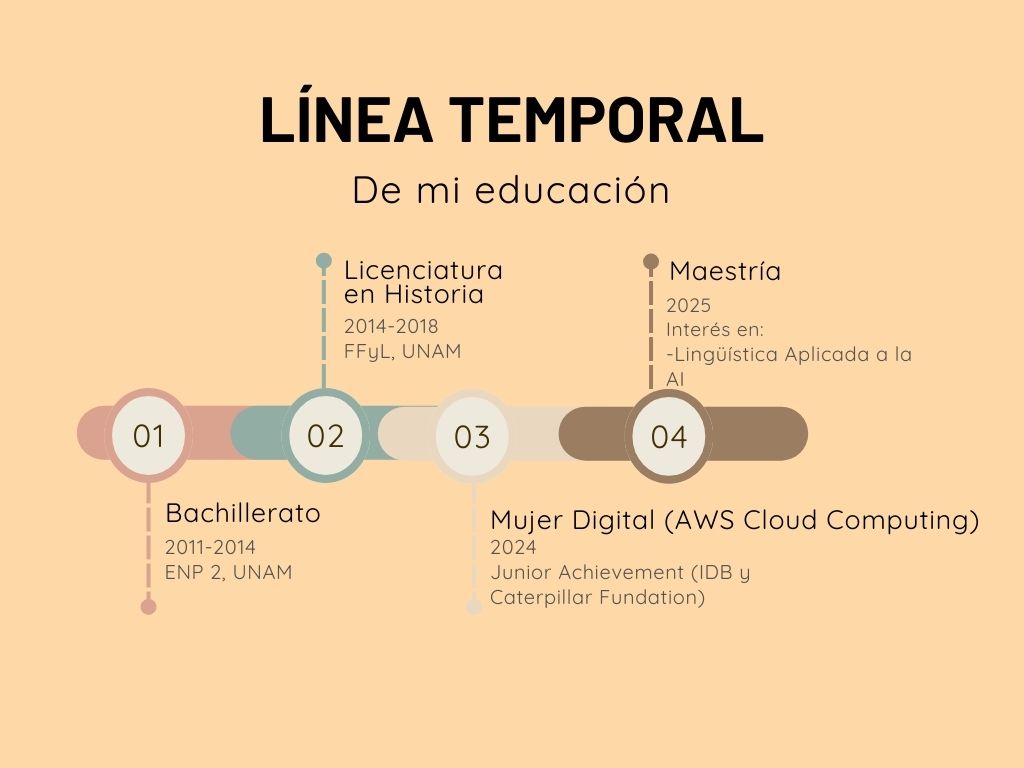 LÍNEA TEMPORAL
De mi educación
Licenciatura
en Historia
2014-2018
FFyL, UNAM
Maestría
2025
Interés en:
-Lingüística Aplicada a la
AI
01
02
03
04
Bachillerato
2011-2014
ENP 2, UNAM
Mujer Digital (AWS Cloud Computing)
2024
Junior Achievement (IDB y
Caterpillar Fundation)